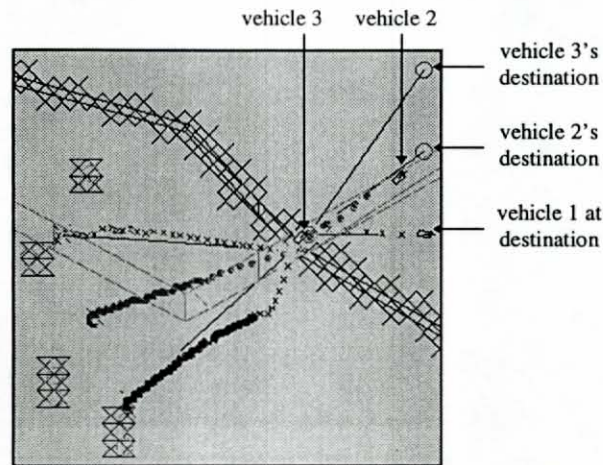 vehicle 3
vehicle 2
vehicle 3's
destination
vehicle 2's
destination
vehicle 1 at
destination